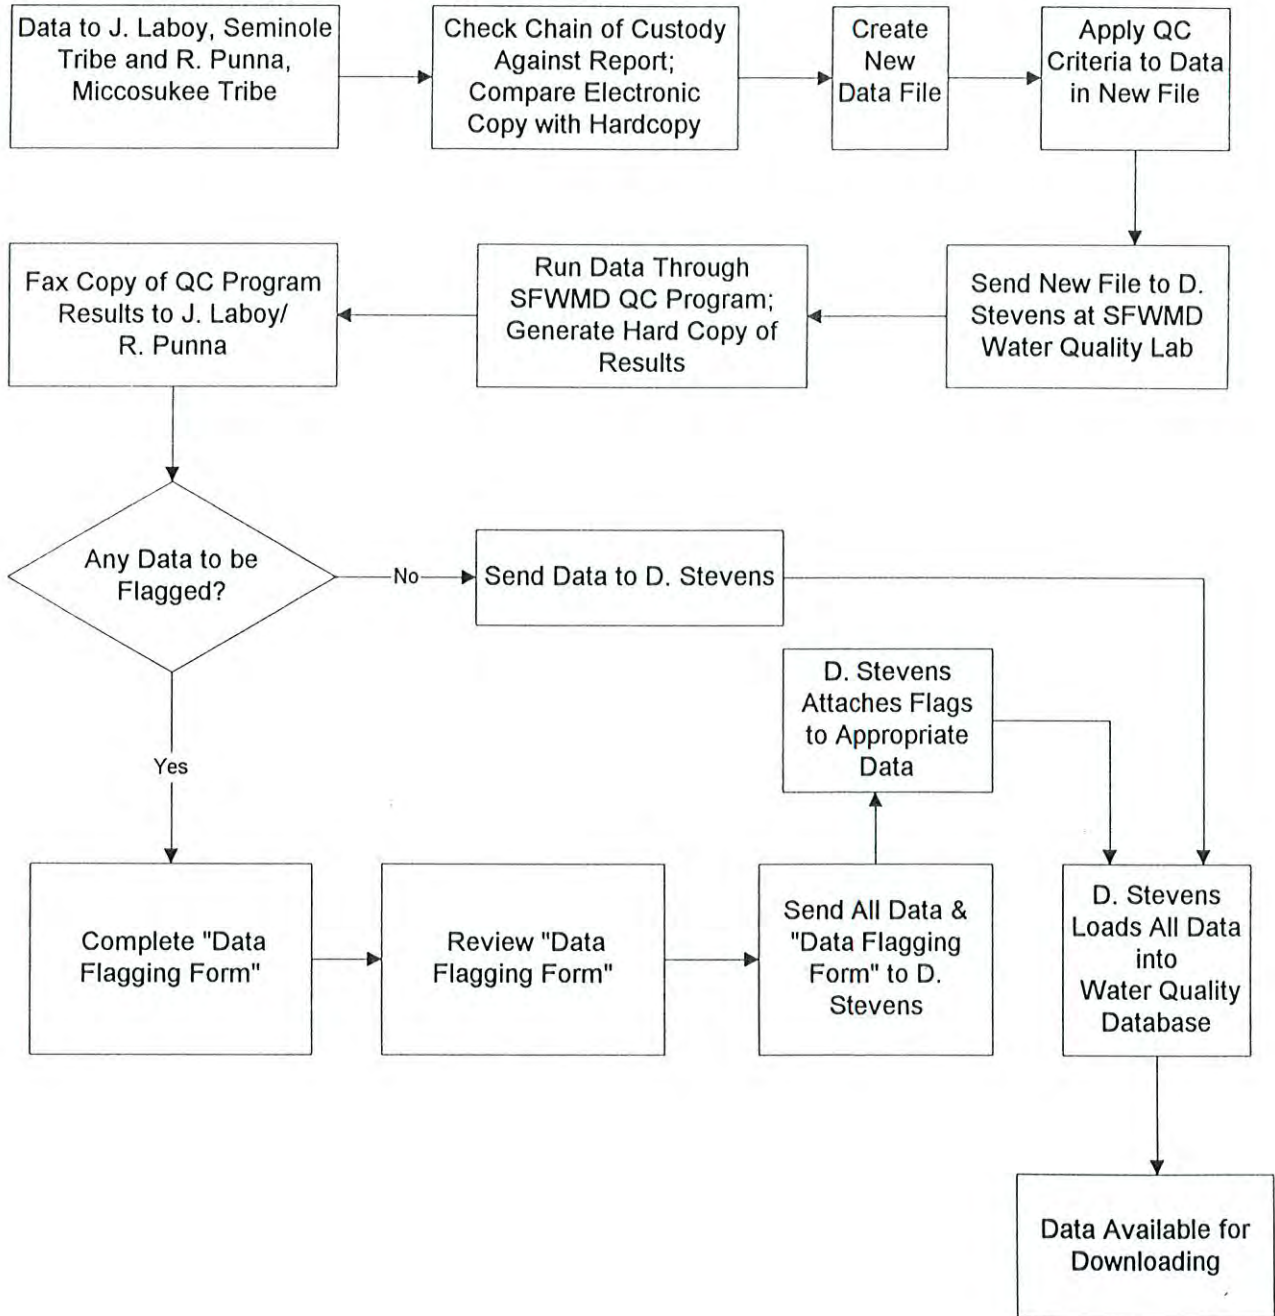 Data to J. Laboy, Seminole
Tribe and R. Punna,
Miccosukee Tribe
Check Chain of Custody
Against Report;
Compare Electronic
Copy with Hardcopy
Create
New
Data File
Apply QC
Criteria to Data
in New File
Send New File to D.
Stevens at SFWMD
Water Quality Lab
Run Data Through
SFWMD QC Program;
Generate Hard Copy of
Results
Fax Copy of QC Program
Results to J. Laboy/
R. Punna
Any Data to be
Flagged?
No
Send Data to D. Stevens
Yes
Complete "Data
Flagging Form"
Review "Data
Flagging Form"
Send All Data &
"Data Flagging
Form" to D.
Stevens
D. Stevens
Attaches Flags
to Appropriate
Data
D. Stevens
Loads All Data
into
Water Quality
Database
Data Available for
Downloading